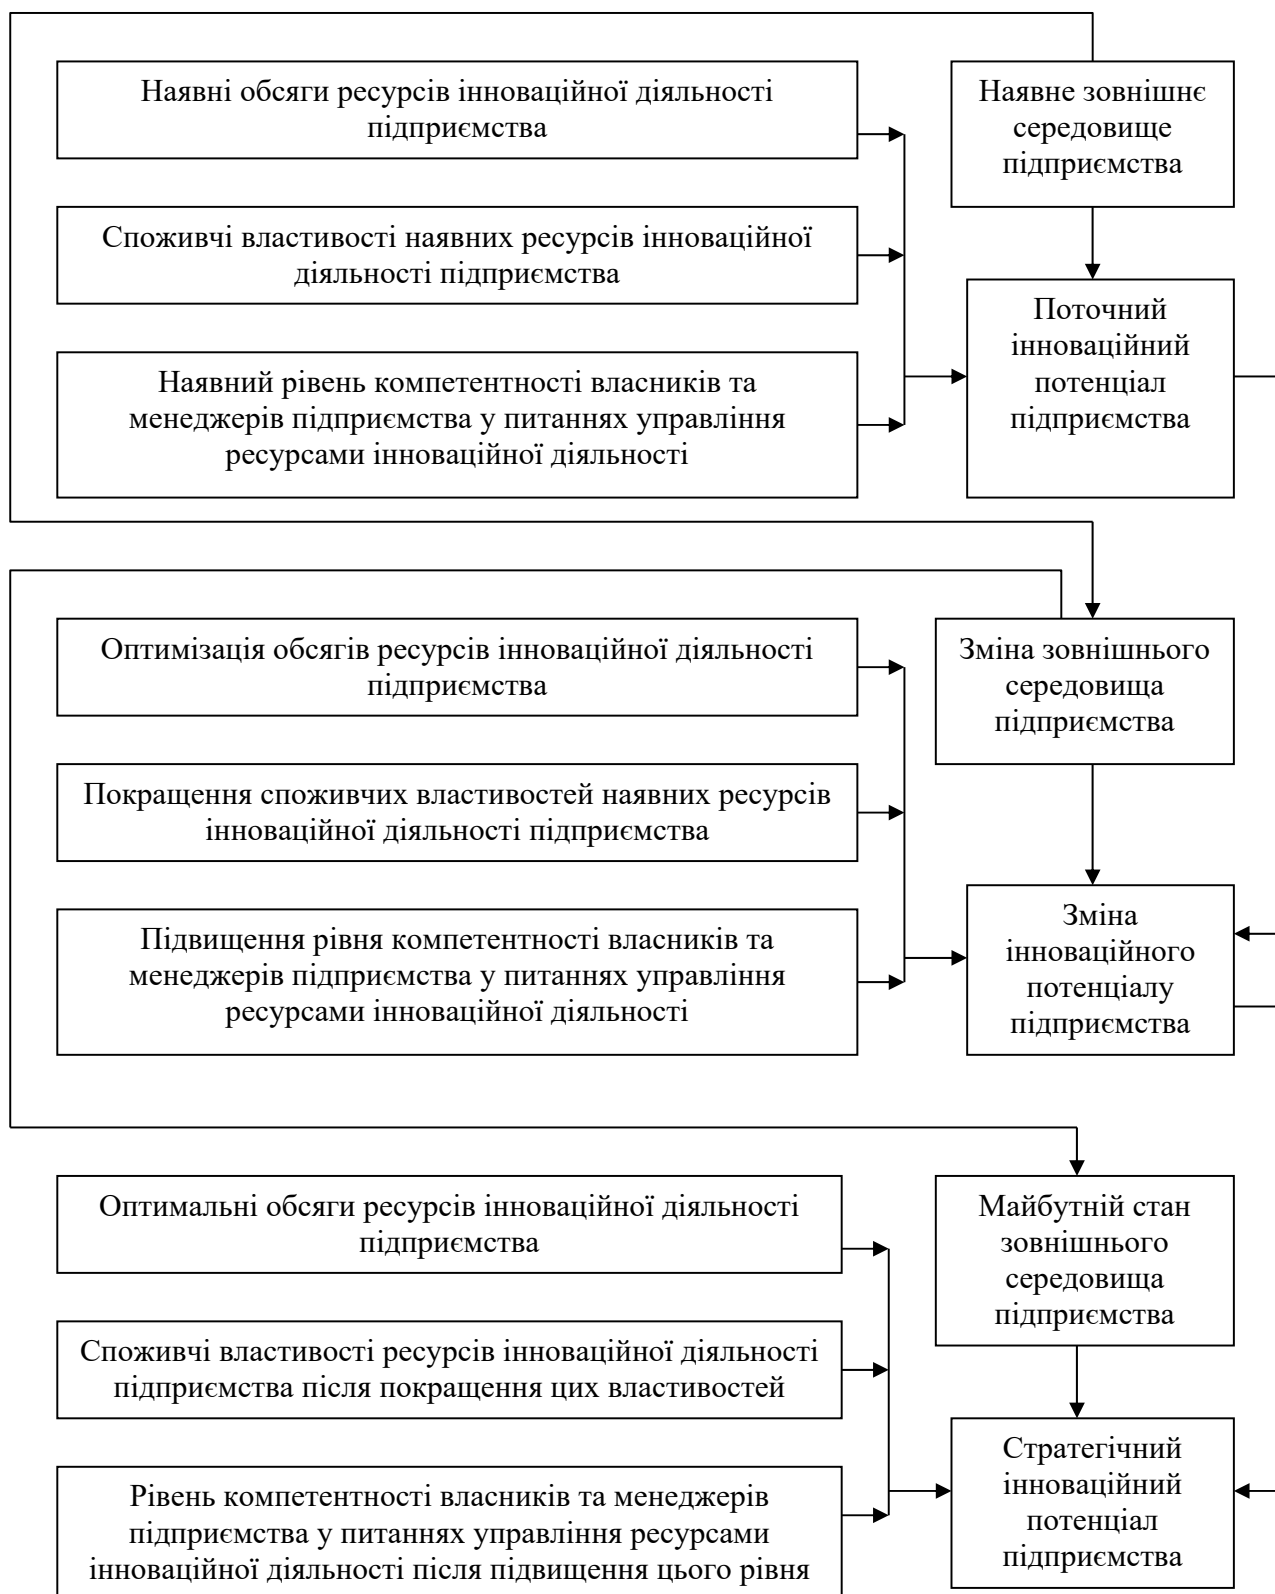 Наявні обсяги ресурсів інноваційної діяльності
підприємства
Наявне зовнішнє
середовище
підприємства
Споживчі властивості наявних ресурсів інноваційної
діяльності підприємства
Поточний
інноваційний
потенціал
підприємства
Наявний рівень компетентності власників та
менеджерів підприємства у питаннях управління
ресурсами інноваційної діяльності
Оптимізація обсягів ресурсів інноваційної діяльності
підприємства
Зміна зовнішнього
середовища
підприємства
Покращення споживчих властивостей наявних ресурсів
інноваційної діяльності підприємства
Підвищення рівня компетентності власників та
менеджерів підприємства у питаннях управління
ресурсами інноваційної діяльності
Зміна
інноваційного
потенціалу
підприємства
Оптимальні обсяги ресурсів інноваційної діяльності
підприємства
Майбутній стан
зовнішнього
середовища
підприємства
Споживчі властивості ресурсів інноваційної діяльності
підприємства після покращення цих властивостей
Стратегічний
інноваційний
потенціал
підприємства
Рівень компетентності власників та менеджерів
підприємства у питаннях управління ресурсами
інноваційної діяльності після підвищення цього рівня